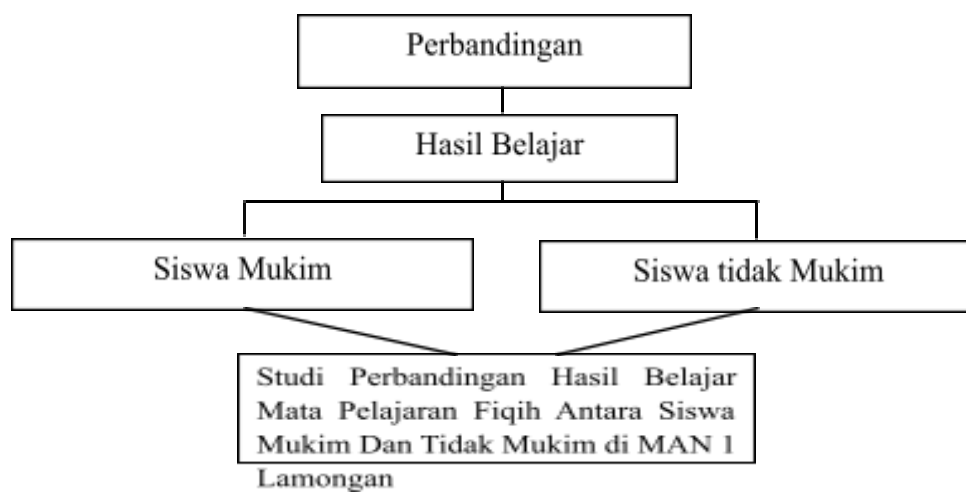 Perbandingan
Hasil Belajar
Siswa Mukim
Siswa tidak Mukim
Studi Perbandingan Hasil Belajar
Mata Pelajaran Fiqih Antara Siswa
Mukim Dan Tidak Mukim di MAN 1
Lamongan